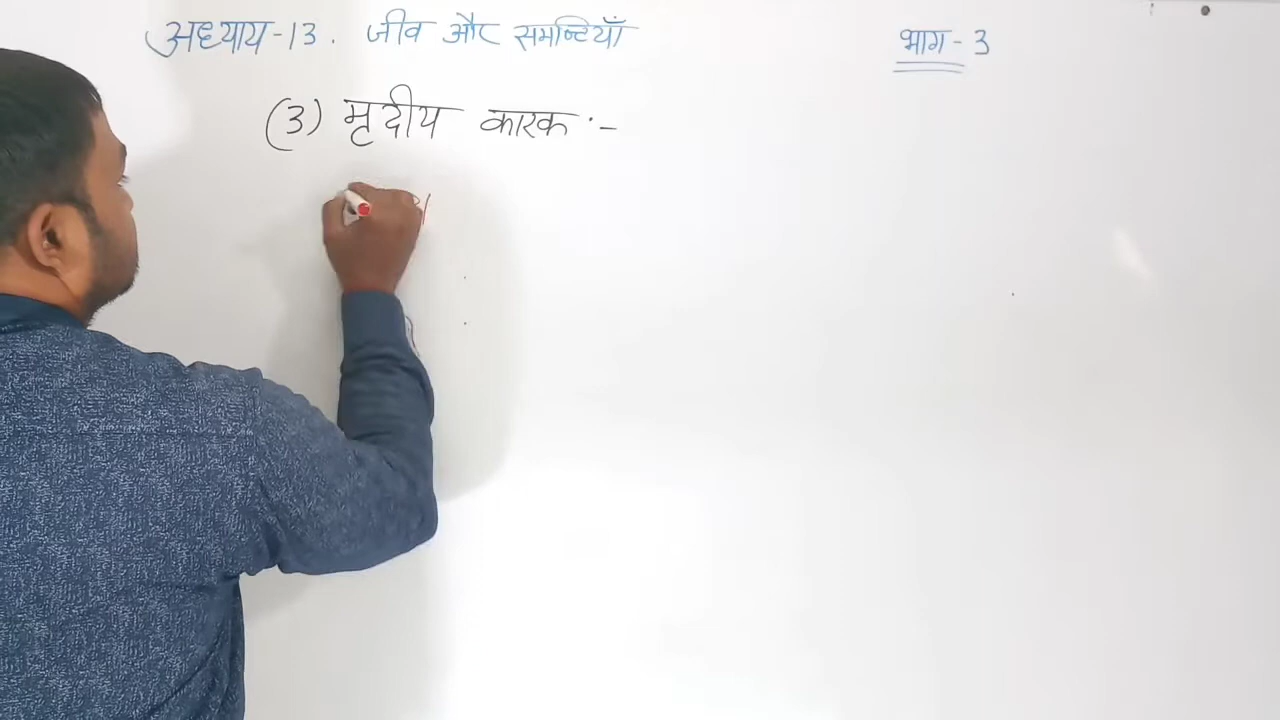 अध्याय-13. जीव और समष्टियाँ
भाग-3
(3) मृदीय कारक :-